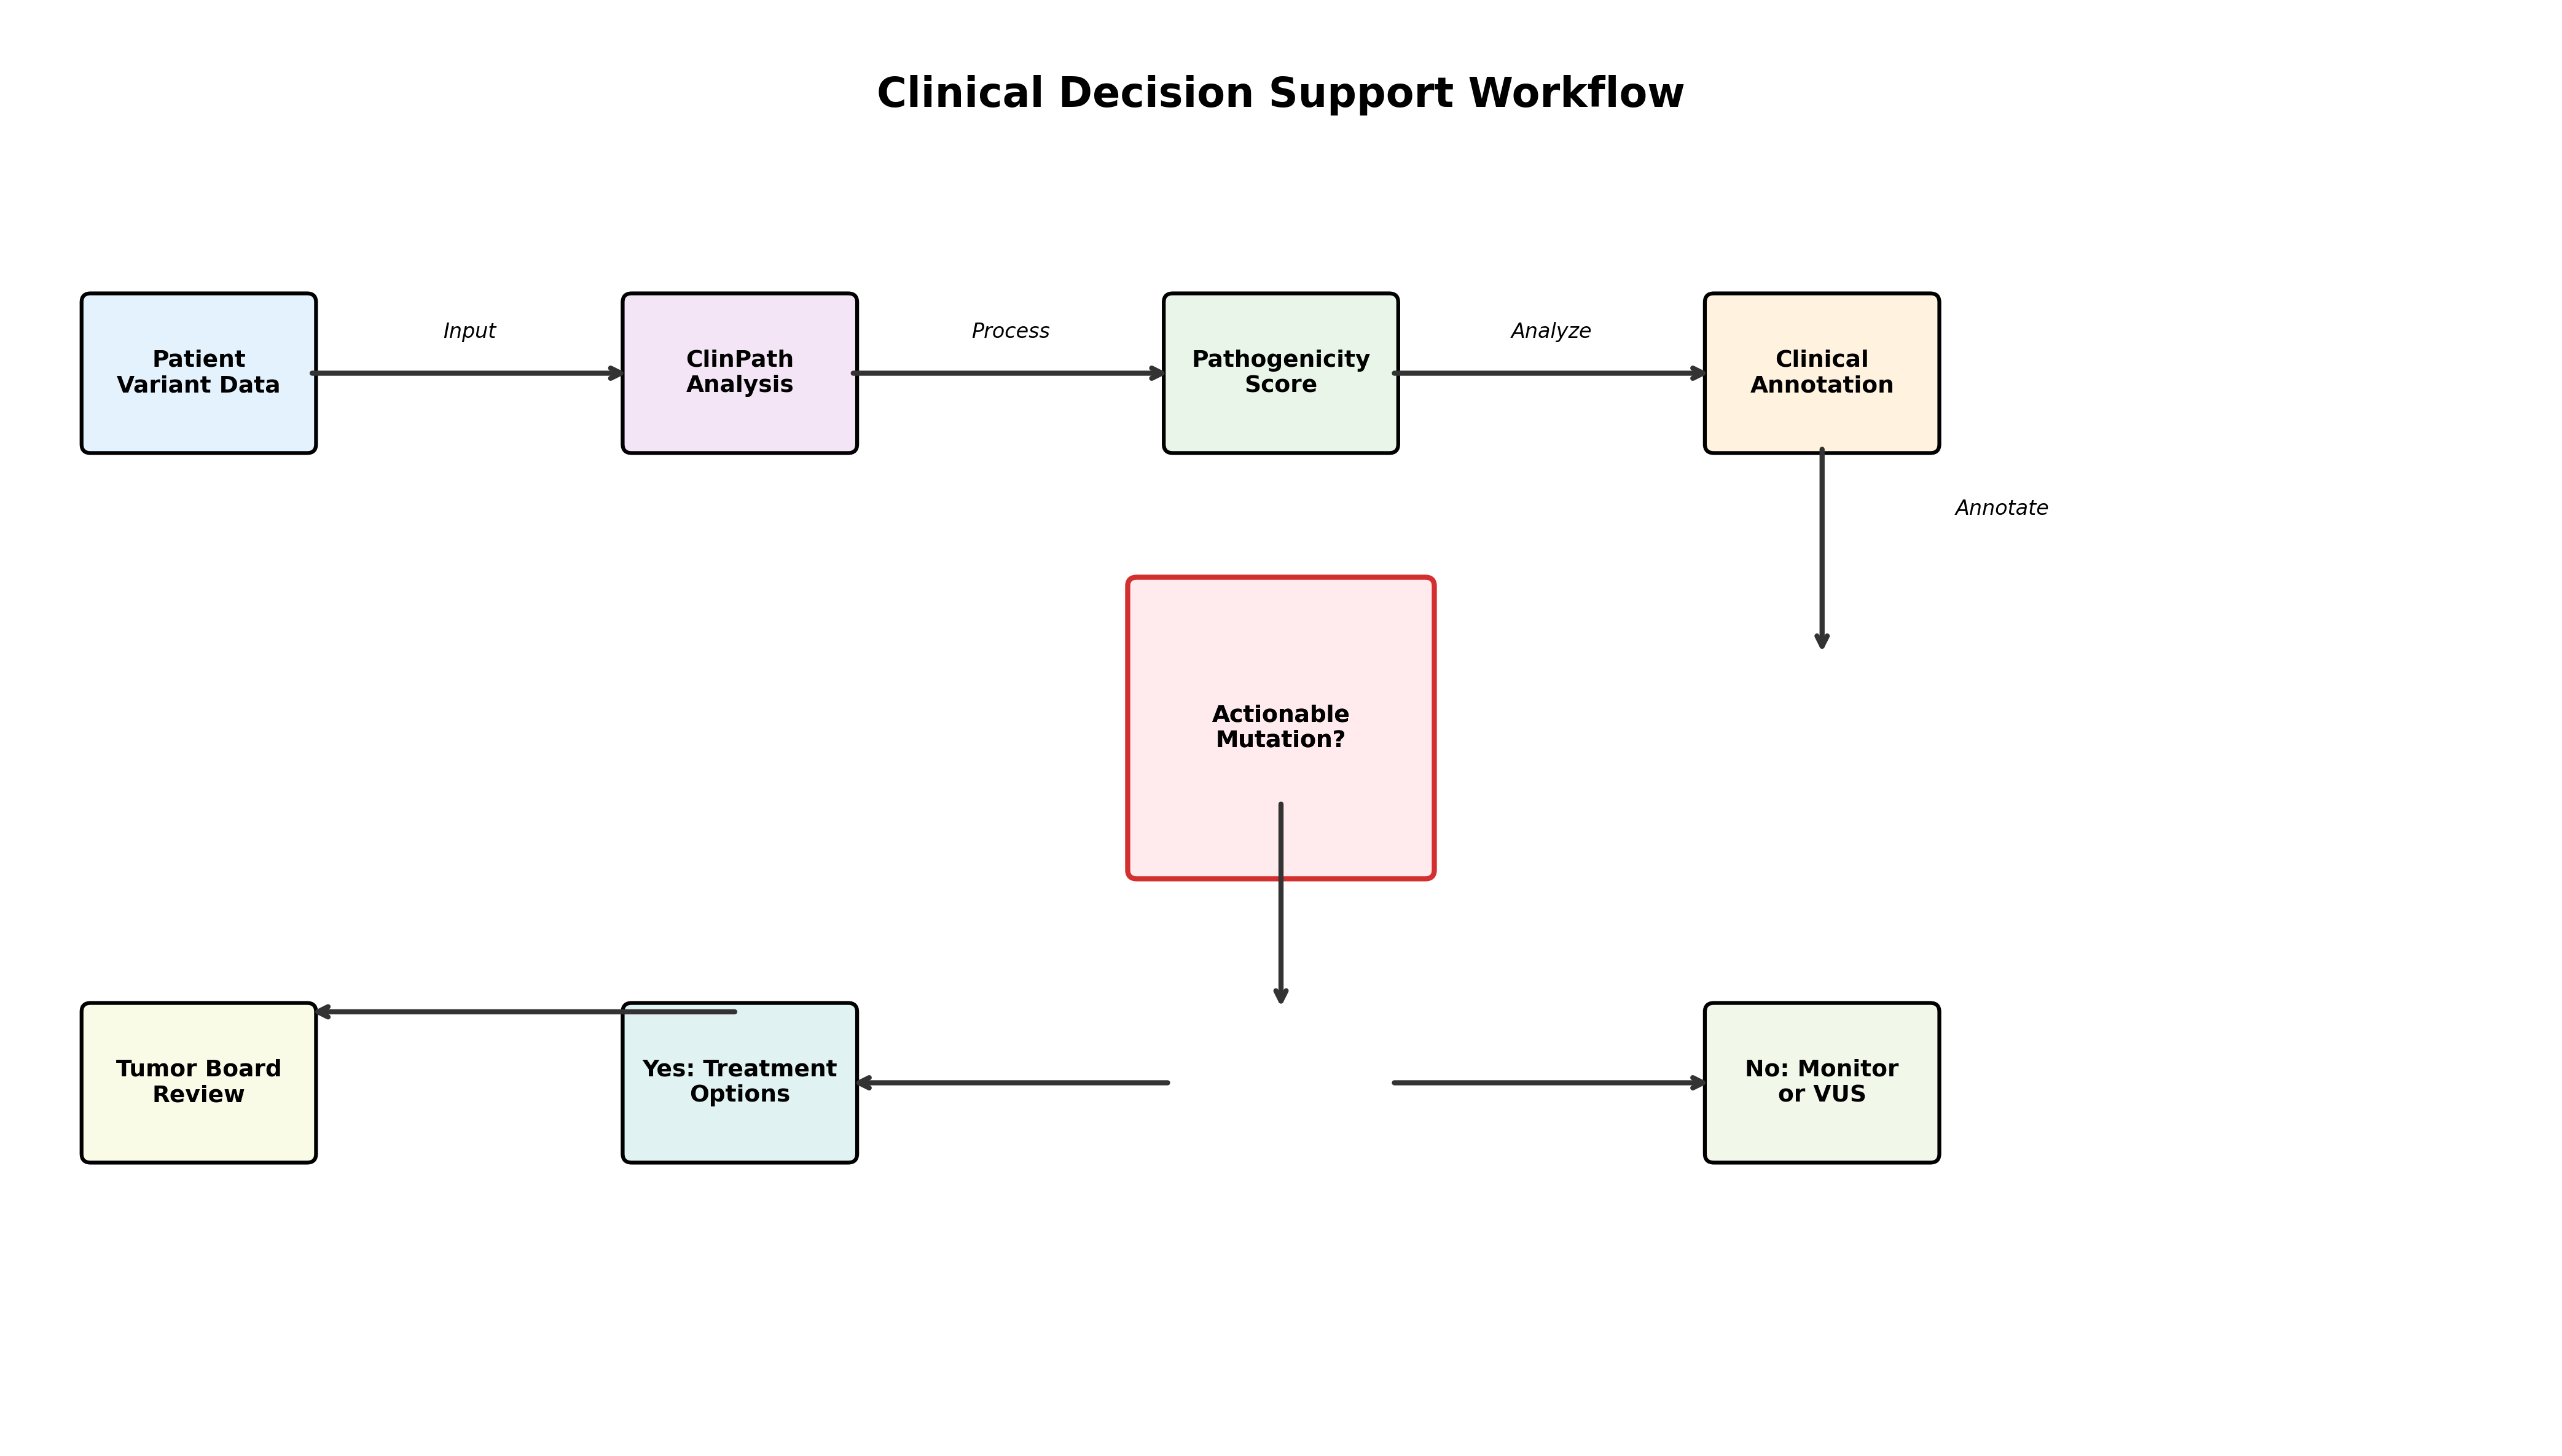 Clinical Decision Support Workflow
Input
Process
Analyze
Patient
Variant Data
ClinPath
Analysis
Pathogenicity
Score
Clinical
Annotation
Annotate
Actionable
Mutation?
Tumor Board
Review
Yes: Treatment
Options
No: Monitor
or VUS